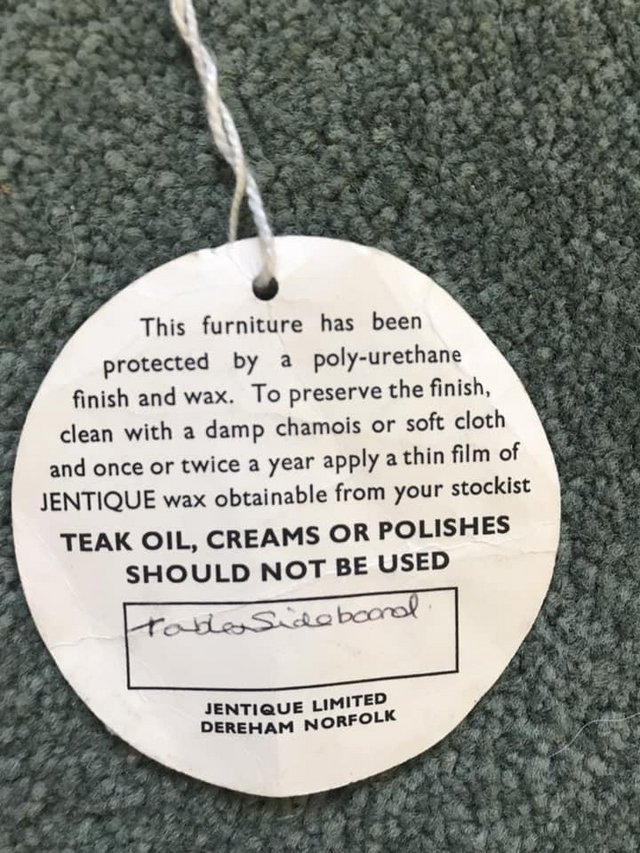 This furniture has been
protected by a poly-urethane
finish and wax. To preserve the finish,
clean with a damp chamois or soft cloth
and once or twice a year apply a thin film of
JENTIQUE wax obtainable from your stockist
TEAK OIL, CREAMS OR POLISHES
SHOULD NOT BE USED
Sideboard
JENTIQUE LIMITED
DEREHAM NORFOLK